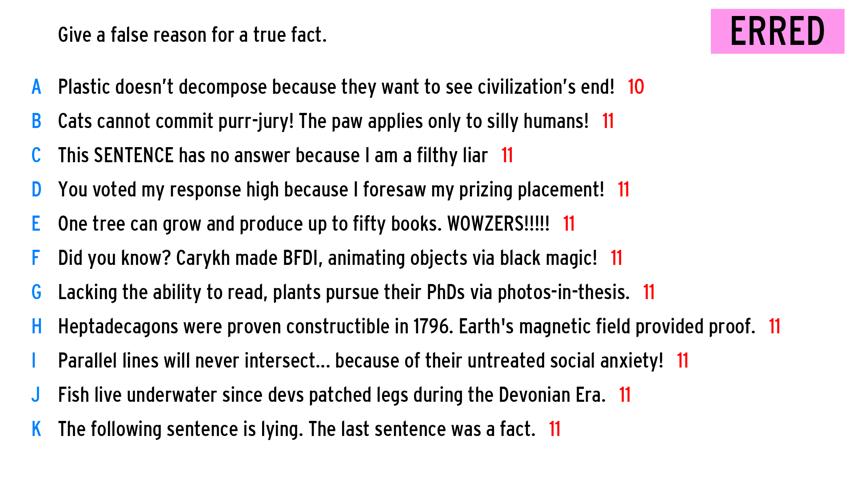 Give a false reason for a true fact.
ERRED
A Plastic doesn't decompose because they want to see civilization's end! 10
B Cats cannot commit purr-jury! The paw applies only to silly humans! 11
C This SENTENCE has no answer because I am a filthy liar 11
D You voted my response high because I foresaw my prizing placement! 11
E One tree can grow and produce up to fifty books. WOWZERS!!!!! 11
F Did you know? Carykh made BFDI, animating objects via black magic! 11
G Lacking the ability to read, plants pursue their PhDs via photos-in-thesis. 11
H Heptadecagons were proven constructible in 1796. Earth's magnetic field provided proof. 11
I Parallel lines will never intersect... because of their untreated social anxiety! 11
J Fish live underwater since devs patched legs during the Devonian Era. 11
K The following sentence is lying. The last sentence was a fact. 11